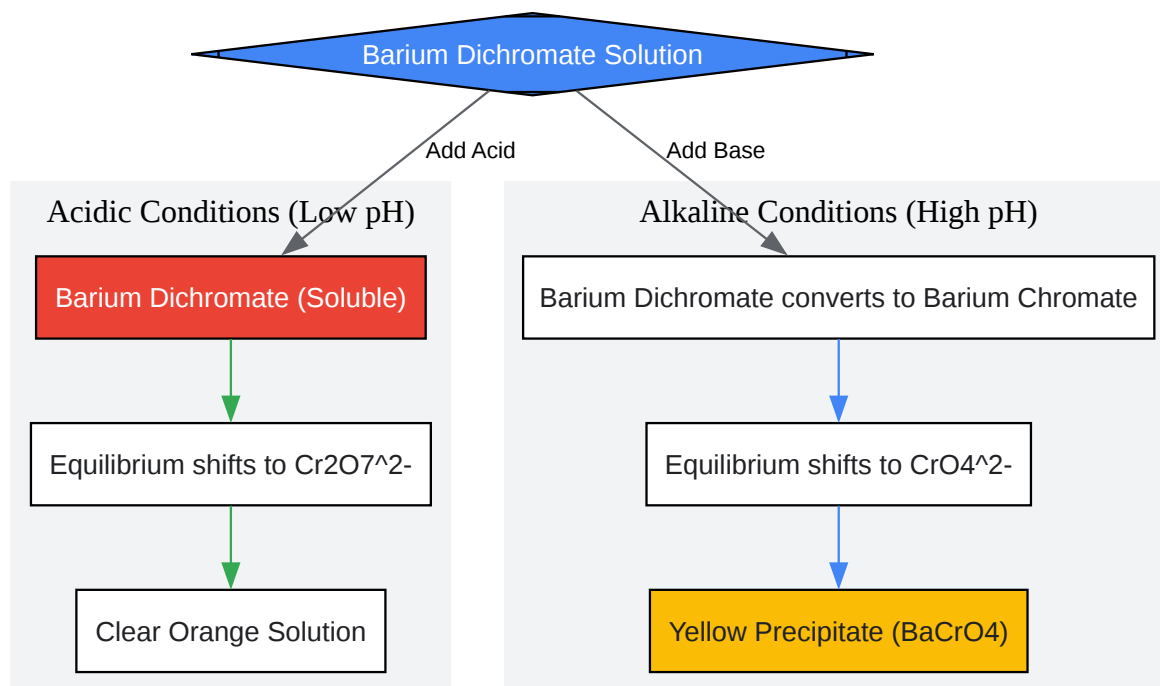 Barium Dichromate Solution
Add Acid
Add Base
Acidic Conditions (Low pH)
Barium Dichromate (Soluble)
Equilibrium shifts to Cr2O7^2-
Clear Orange Solution
Alkaline Conditions (High pH)
Barium Dichromate converts to Barium Chromate
Equilibrium shifts to CrO4^2-
Yellow Precipitate (BaCrO4)